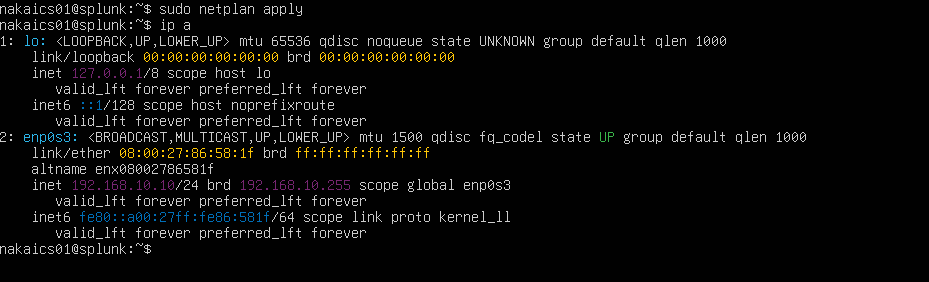 nakaics01@splunk:~$ sudo netplan apply
nakaics01@splunk:~$ ip a
1: lo: <LOOPBACK,UP,LOWER_UP> mtu 65536 qdisc noqueue state UNKNOWN group default qlen 1000
    link/loopback 00:00:00:00:00:00 brd 00:00:00:00:00:00
    inet 127.0.0.1/8 scope host lo
       valid_lft forever preferred_lft forever
    inet6 ::1/128 scope host noprefixroute
       valid_lft forever preferred_lft forever
2: enp0s3: <BROADCAST,MULTICAST,UP,LOWER_UP> mtu 1500 qdisc fq_codel state UP group default qlen 1000
    link/ether 08:00:27:86:58:1f brd ff:ff:ff:ff:ff:ff
    altname enx08002786581f
    inet 192.168.10.10/24 brd 192.168.10.255 scope global enp0s3
       valid_lft forever preferred_lft forever
    inet6 fe80::a00:27ff:fe86:581f/64 scope link proto kernel_ll
       valid_lft forever preferred_lft forever
nakaics01@splunk:~$